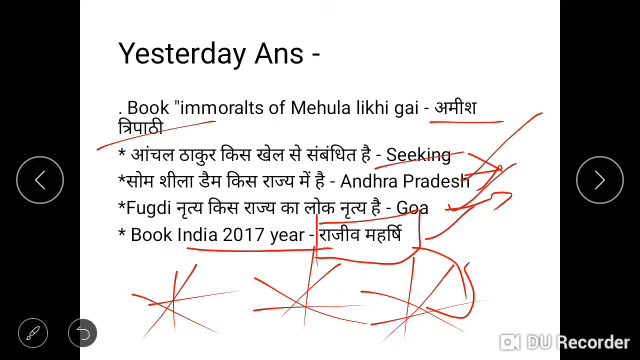 Yesterday Ans -
. Book "immoralts of Mehula likhi gai - अमीश
त्रिपाठी
* आंचल ठाकुर किस खेल से संबंधित है - Seeking
*सोम शीला डैम किस राज्य में है - Andhra Pradesh
*Fugdi नृत्य किस राज्य का लोक नृत्य है - Goa
* Book India 2017 year - राजीव महर्षि
DU Recorder